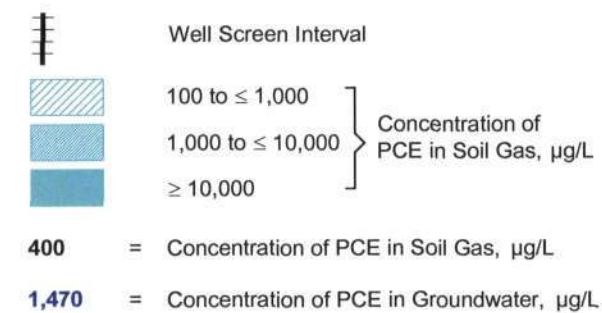 Well Screen Interval
100 to ≤ 1,000
1,000 to ≤ 10,000
Concentration of
PCE in Soil Gas, µg/L
≥ 10,000
400 = Concentration of PCE in Soil Gas, µg/L
1,470 = Concentration of PCE in Groundwater, µg/L